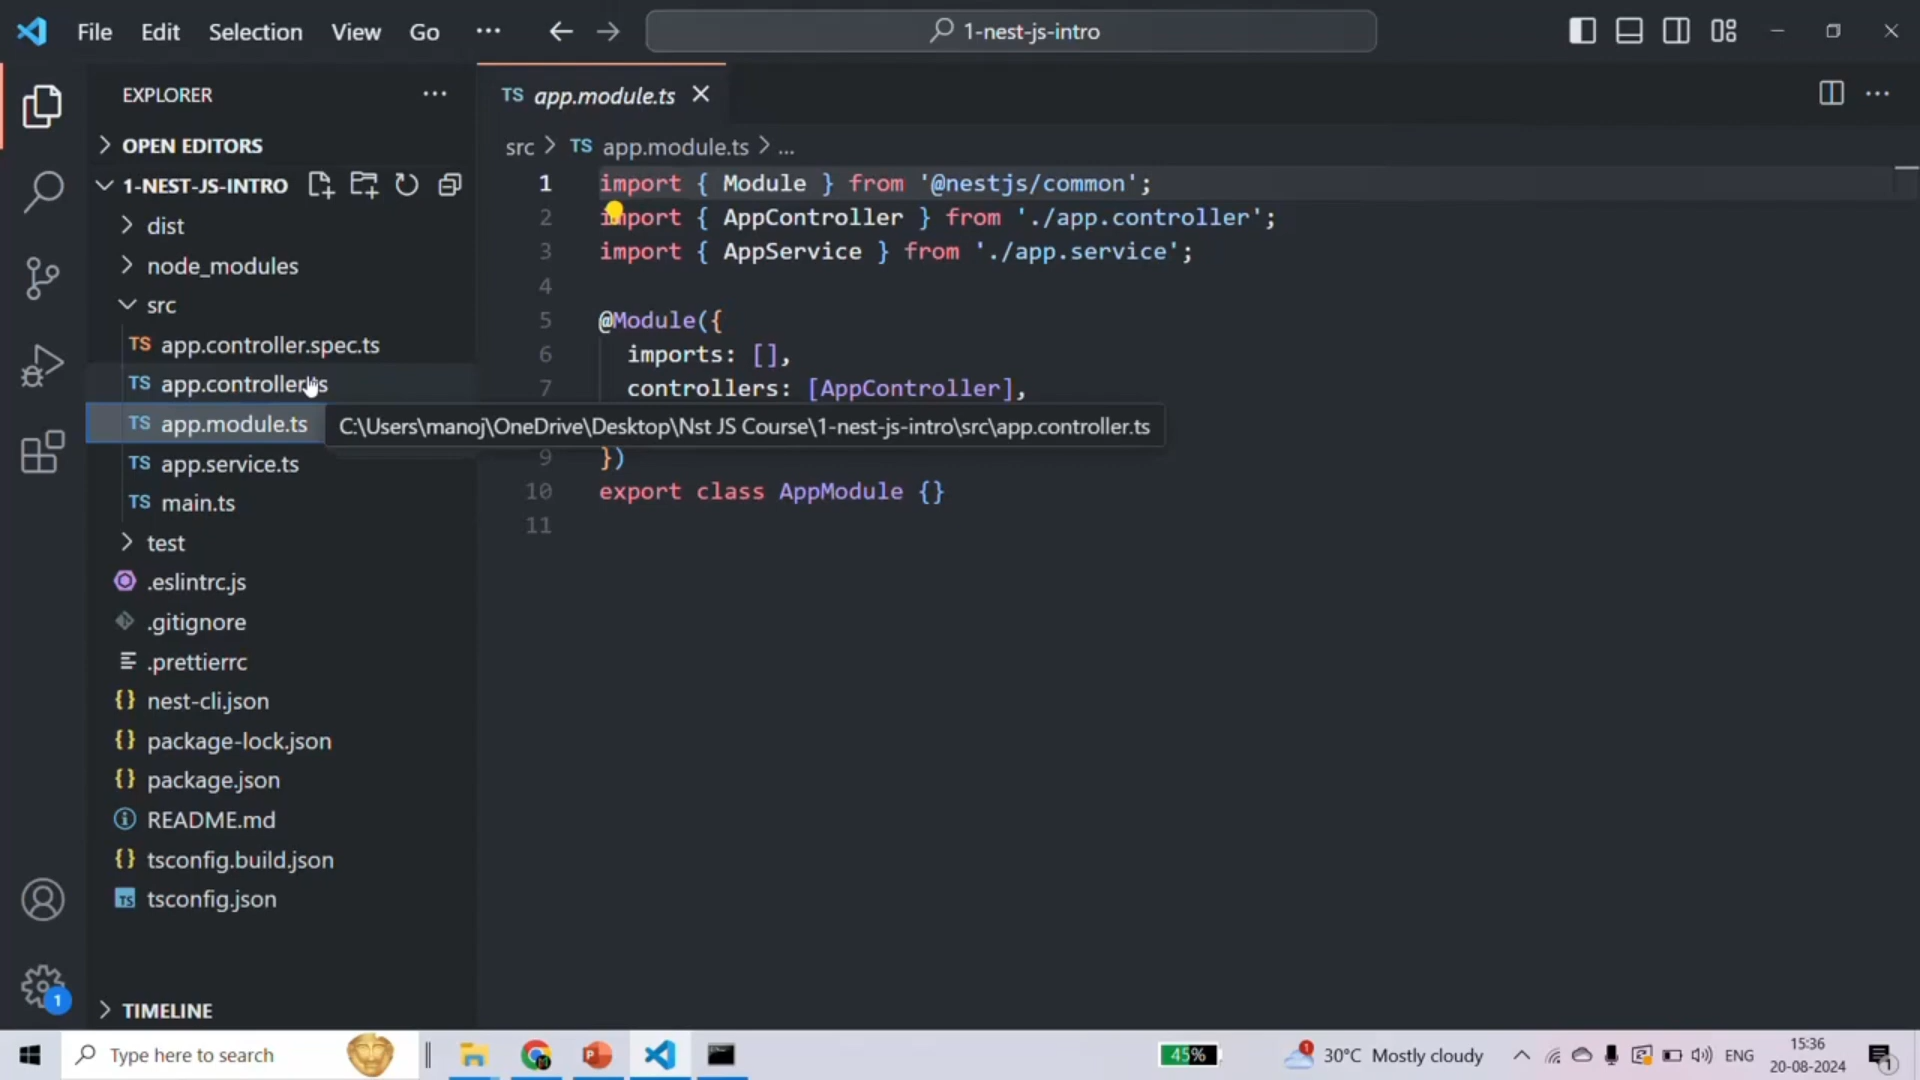 File Edit Selection View Go ... 1-nest-js-intro
EXPLORER
OPEN EDITORS
1-NEST-JS-INTRO
dist
node_modules
src
TS app.controller.spec.ts
TS app.controller.ts
TS app.module.ts
TS app.service.ts
TS main.ts
test
.eslintrc.js
.gitignore
.prettierrc
{} nest-cli.json
{} package-lock.json
{} package.json
README.md
{} tsconfig.build.json
TS tsconfig.json
TIMELINE
1
TS app.module.ts
src > TS app.module.ts > ...
1 import { Module } from '@nestjs/common';
2 import { AppController } from './app.controller';
3 import { AppService } from './app.service';
4
5 @Module({
6 imports: [],
7 controllers: [AppController],
C:\Users\manoj\OneDrive\Desktop\Nst JS Course\1-nest-js-intro\src\app.controller.ts
9 })
10 export class AppModule {}
11
Type here to search
45%
1
30°C Mostly cloudy
ENG
15:36
20-08-2024
1